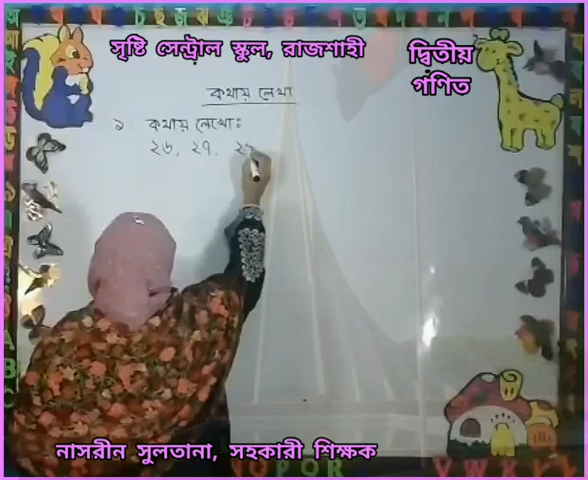 সৃষ্টি সেন্ট্রাল স্কুল, রাজশাহী
দ্বিতীয়
গণিত
কথায় লেখা
১. কথায় লেখো:
২৬, ২৭,
নাসরীন সুলতানা, সহকারী শিক্ষক